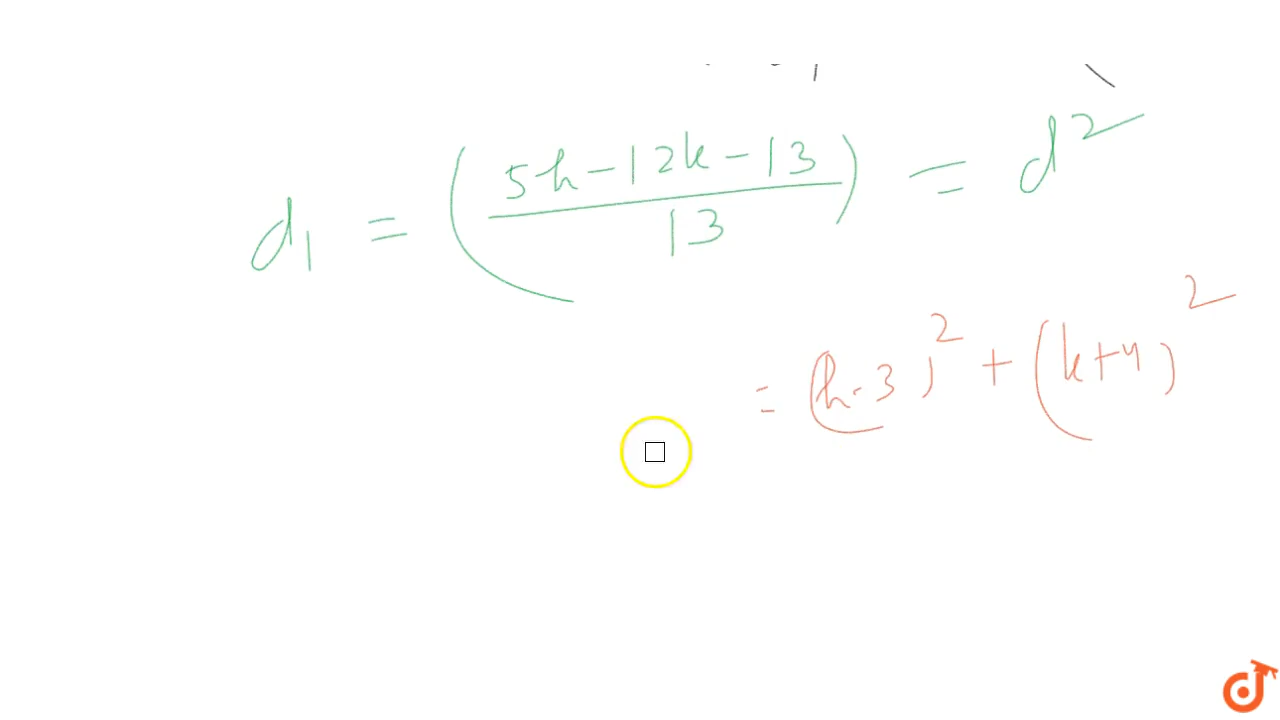 d₁ = (5h - 12k - 13 / 13) = d²
= (h - 3)² + (k + 4)²